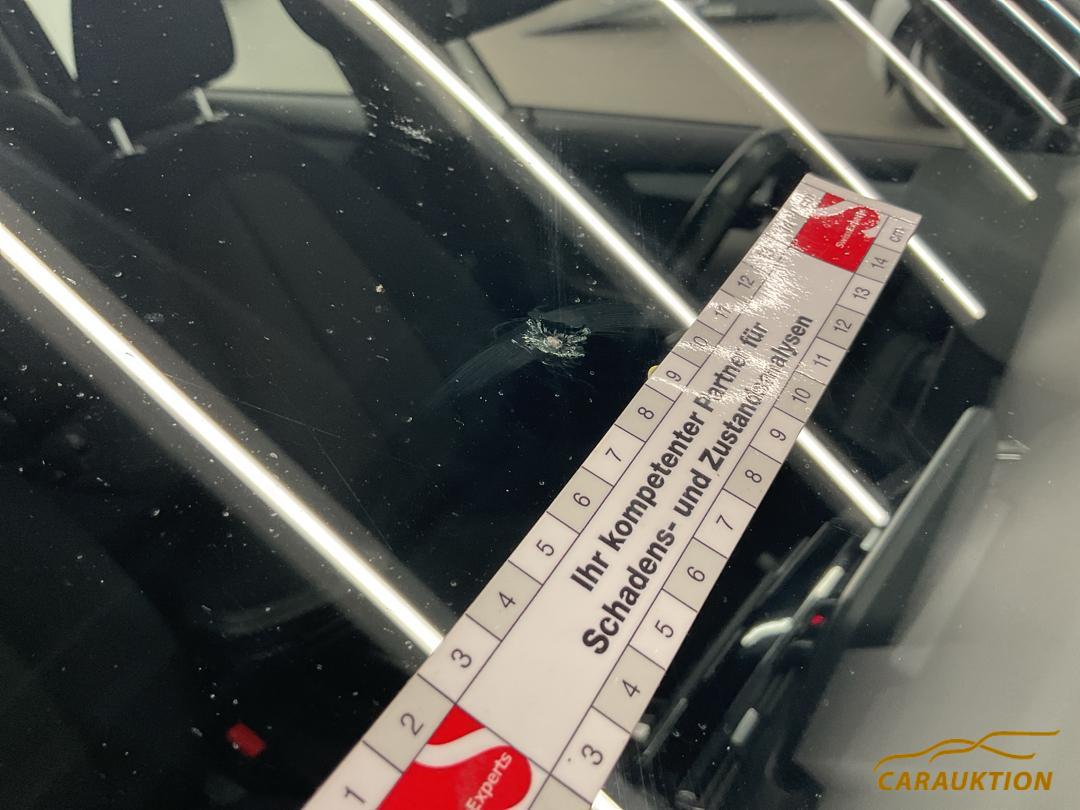 Ihr kompetenter Partner für
Schadens- und Zustandsanalysen
1 2 3 4 5 6 7 8 9 10 11 12
3 4 5 6 7 8 9 10 11 12 13 14 cm
SwissExperts
Experts
CARAUKTION